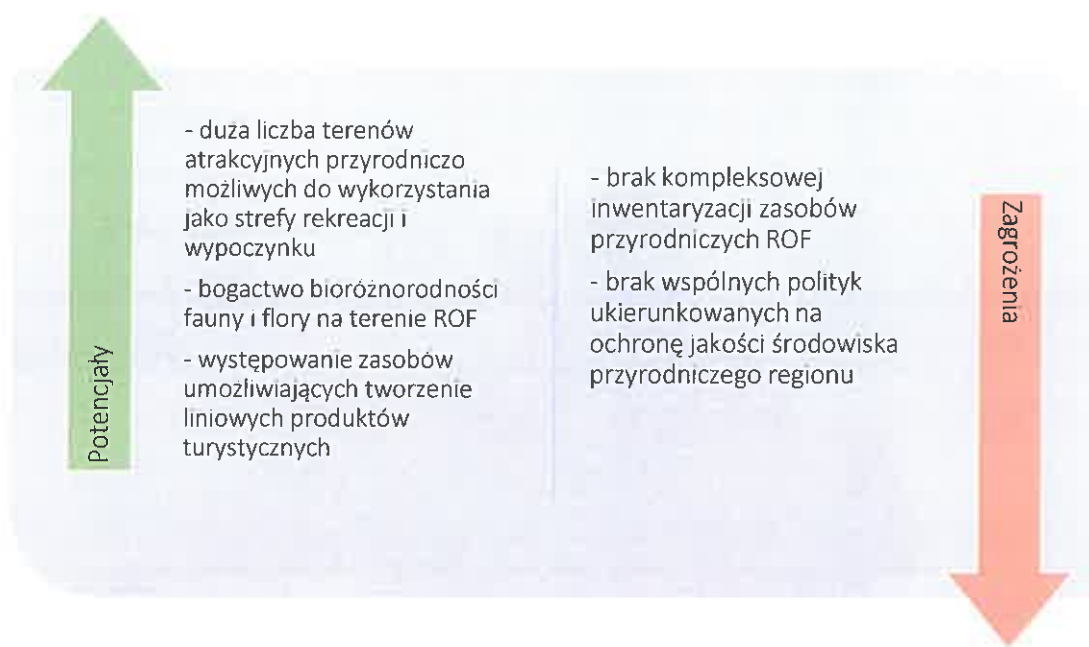 Potencjały
- duża liczba terenów
atrakcyjnych przyrodniczo
możliwych do wykorzystania
jako strefy rekreacji i
wypoczynku
- bogactwo bioróżnorodności
fauny i flory na terenie ROF
- występowanie zasobów
umożliwiających tworzenie
liniowych produktów
turystycznych
- brak kompleksowej
inwentaryzacji zasobów
przyrodniczych ROF
- brak wspólnych polityk
ukierunkowanych na
ochronę jakości środowiska
przyrodniczego regionu
Zagrożenia